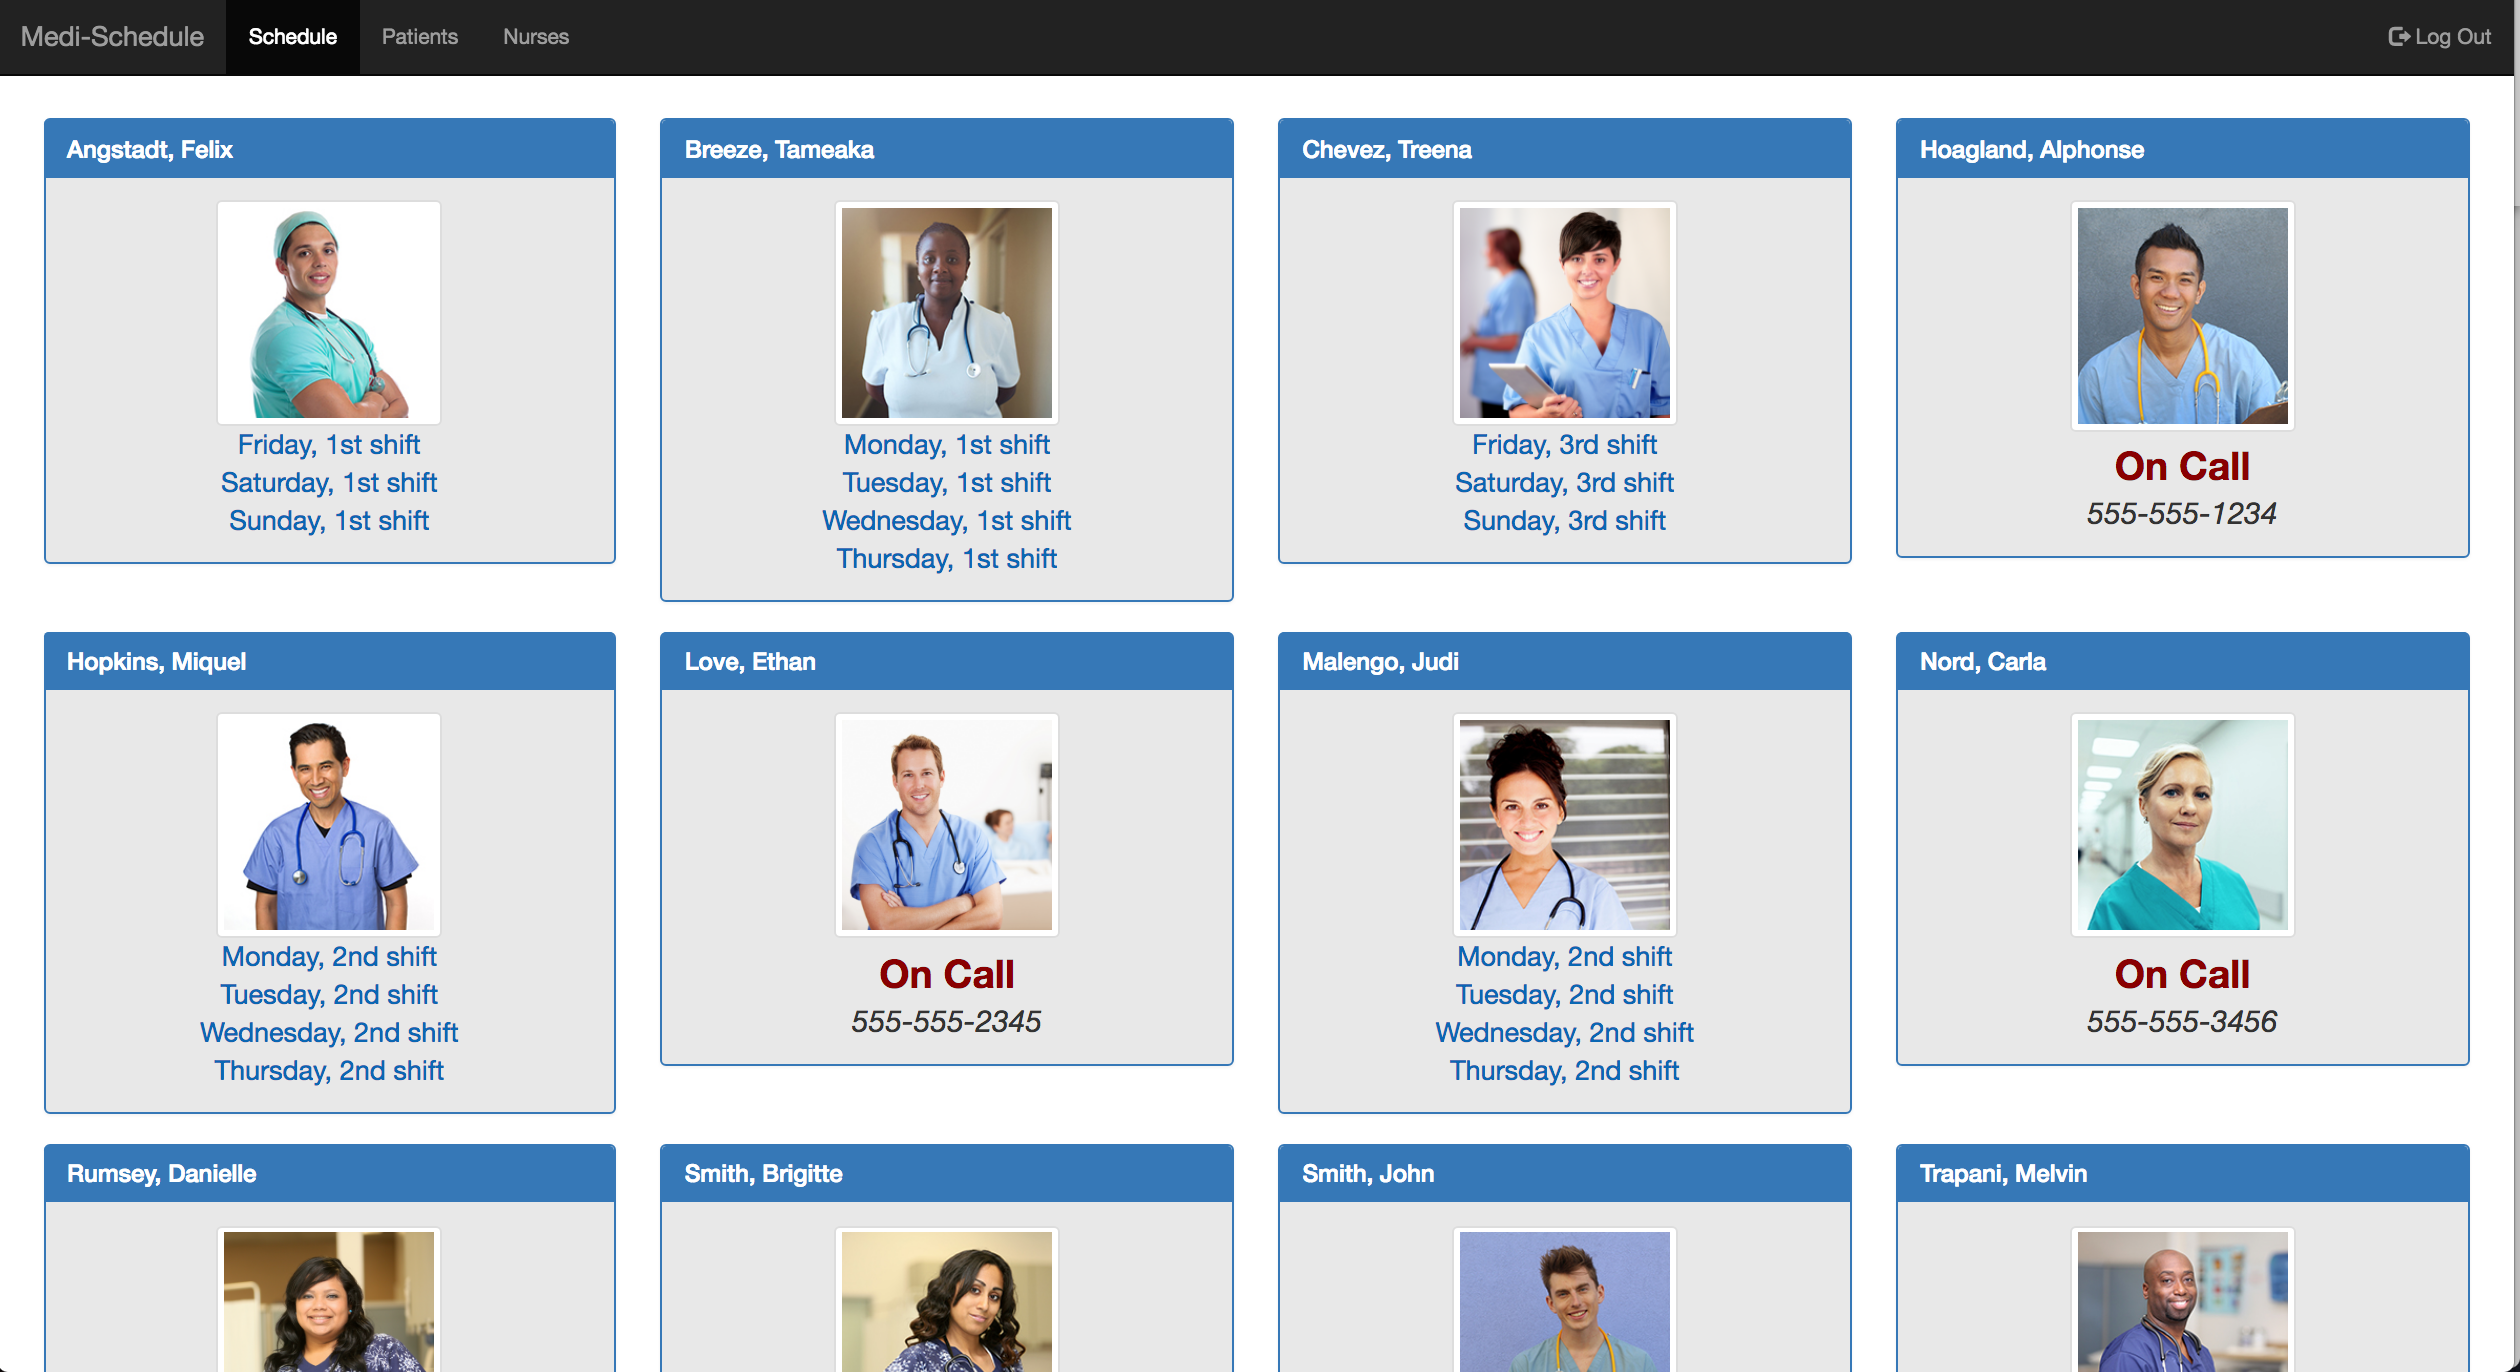 Medi-Schedule Schedule Patients Nurses Log Out
Angstadt, Felix
Friday, 1st shift
Saturday, 1st shift
Sunday, 1st shift
Breeze, Tameaka
Monday, 1st shift
Tuesday, 1st shift
Wednesday, 1st shift
Thursday, 1st shift
Chevez, Treena
Friday, 3rd shift
Saturday, 3rd shift
Sunday, 3rd shift
Hoagland, Alphonse
On Call
555-555-1234
Hopkins, Miquel
Monday, 2nd shift
Tuesday, 2nd shift
Wednesday, 2nd shift
Thursday, 2nd shift
Love, Ethan
On Call
555-555-2345
Malengo, Judi
Monday, 2nd shift
Tuesday, 2nd shift
Wednesday, 2nd shift
Thursday, 2nd shift
Nord, Carla
On Call
555-555-3456
Rumsey, Danielle
Smith, Brigitte
Smith, John
Trapani, Melvin